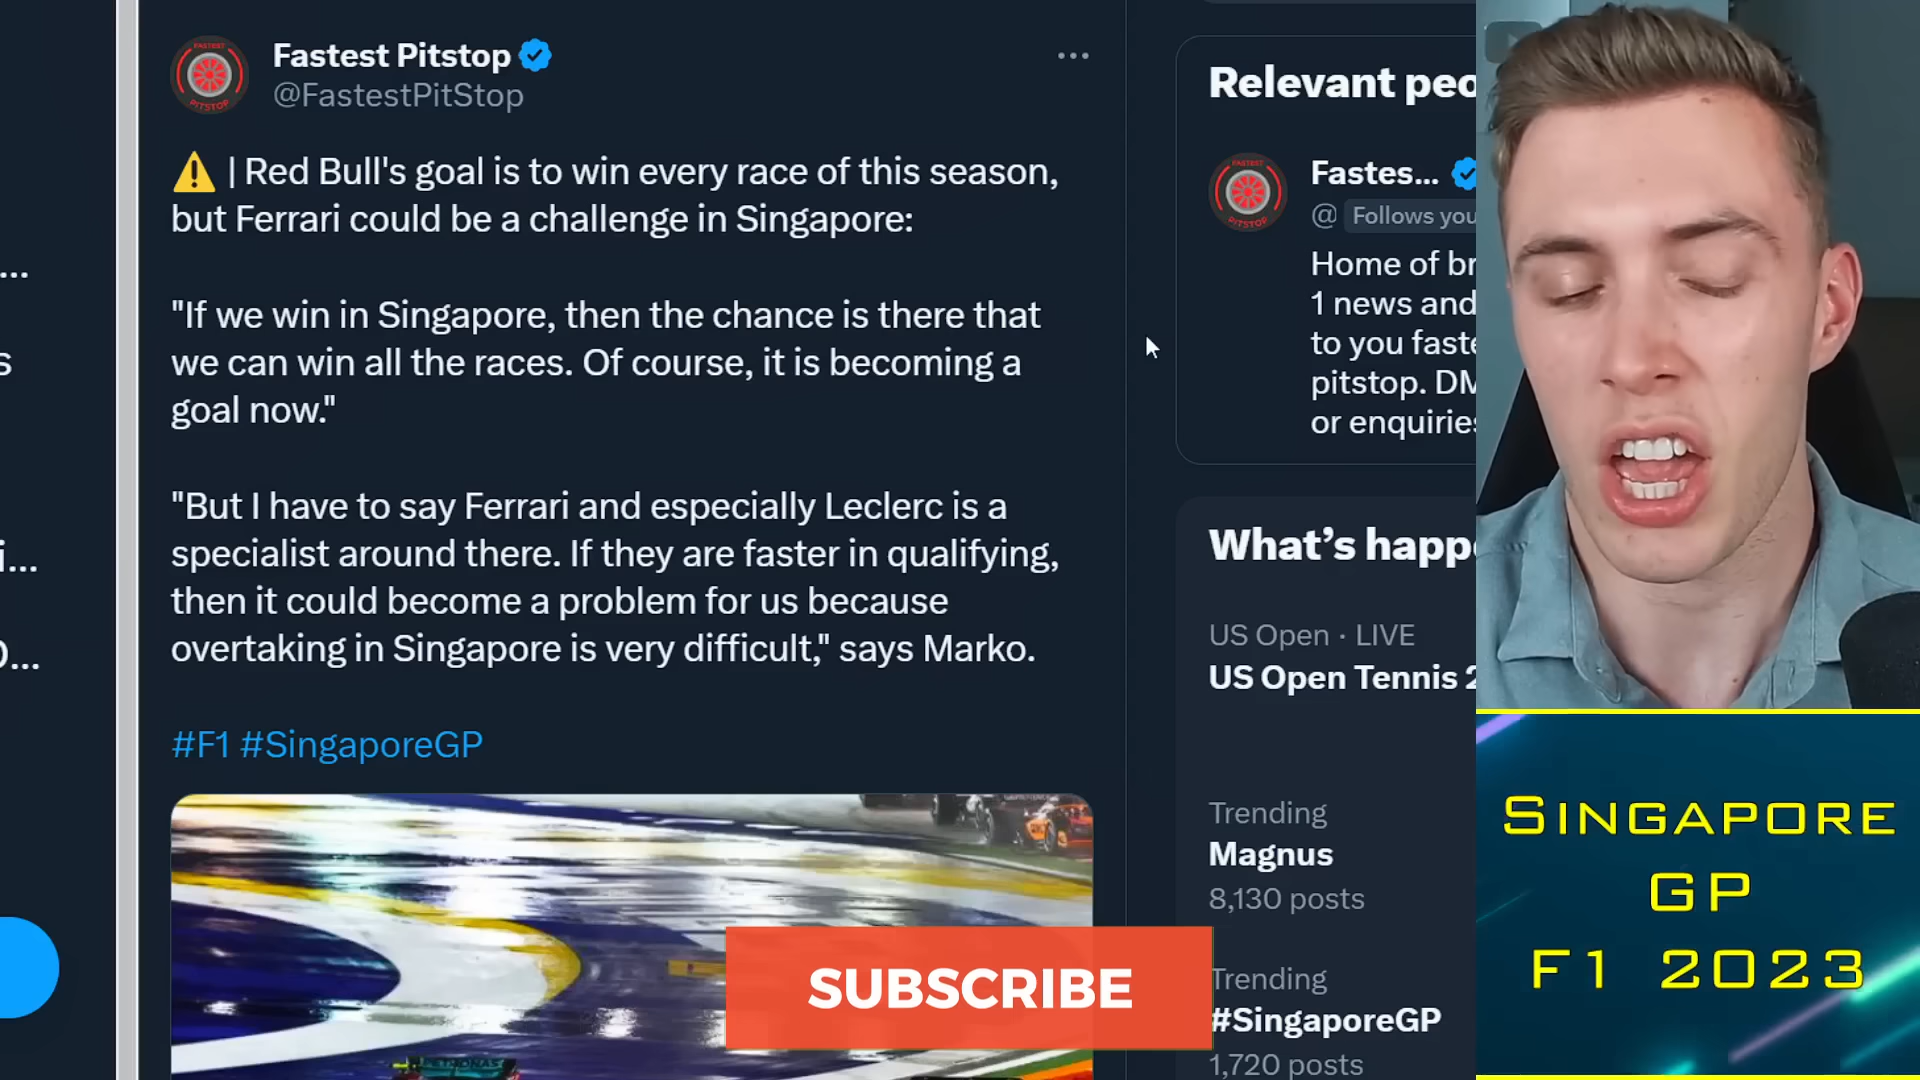 Fastest Pitstop
@FastestPitStop
⚠️ | Red Bull's goal is to win every race of this season,
but Ferrari could be a challenge in Singapore:
"If we win in Singapore, then the chance is there that
we can win all the races. Of course, it is becoming a
goal now."
"But I have to say Ferrari and especially Leclerc is a
specialist around there. If they are faster in qualifying,
then it could become a problem for us because
overtaking in Singapore is very difficult," says Marko.
#F1 #SingaporeGP
PETRONAS
SUBSCRIBE
Relevant peo
Fastes...
@ Follows you
Home of br
1 news and
to you faste
pitstop. DM
or enquiries
What's happe
US Open · LIVE
US Open Tennis 2
Trending
Magnus
8,130 posts
Trending
#SingaporeGP
1,720 posts
SINGAPORE
GP
F1 2023